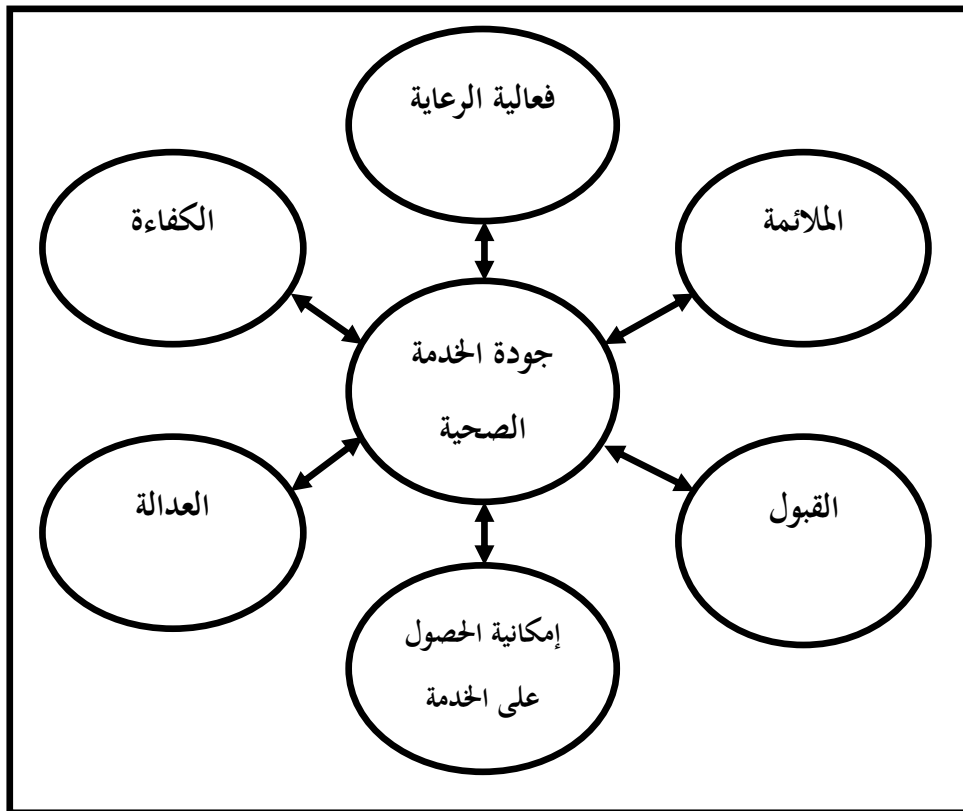 فعالية الرعاية
الملائمة
الكفاءة
جودة الخدمة
الصحية
القبول
العدالة
إمكانية الحصول
على الخدمة